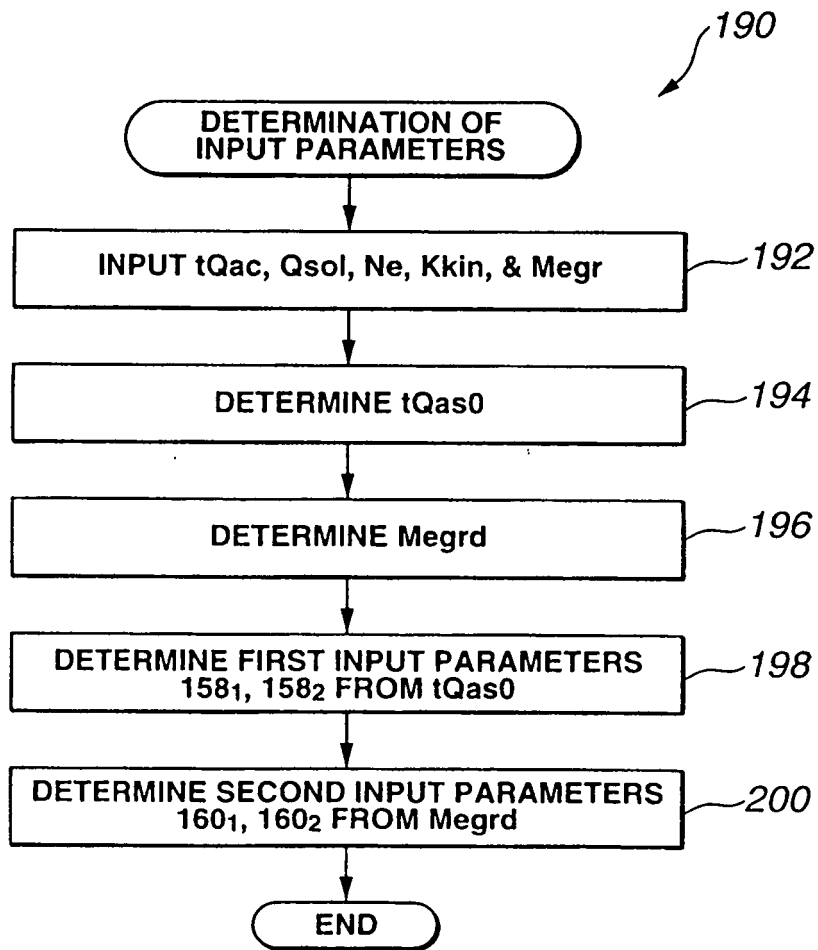 190
DETERMINATION OF
INPUT PARAMETERS
INPUT tQac, Qsol, Ne, Kkin, & Megr
192
DETERMINE tQas0
194
DETERMINE Megrd
196
DETERMINE FIRST INPUT PARAMETERS
158₁, 158₂ FROM tQas0
198
DETERMINE SECOND INPUT PARAMETERS
160₁, 160₂ FROM Megrd
200
END